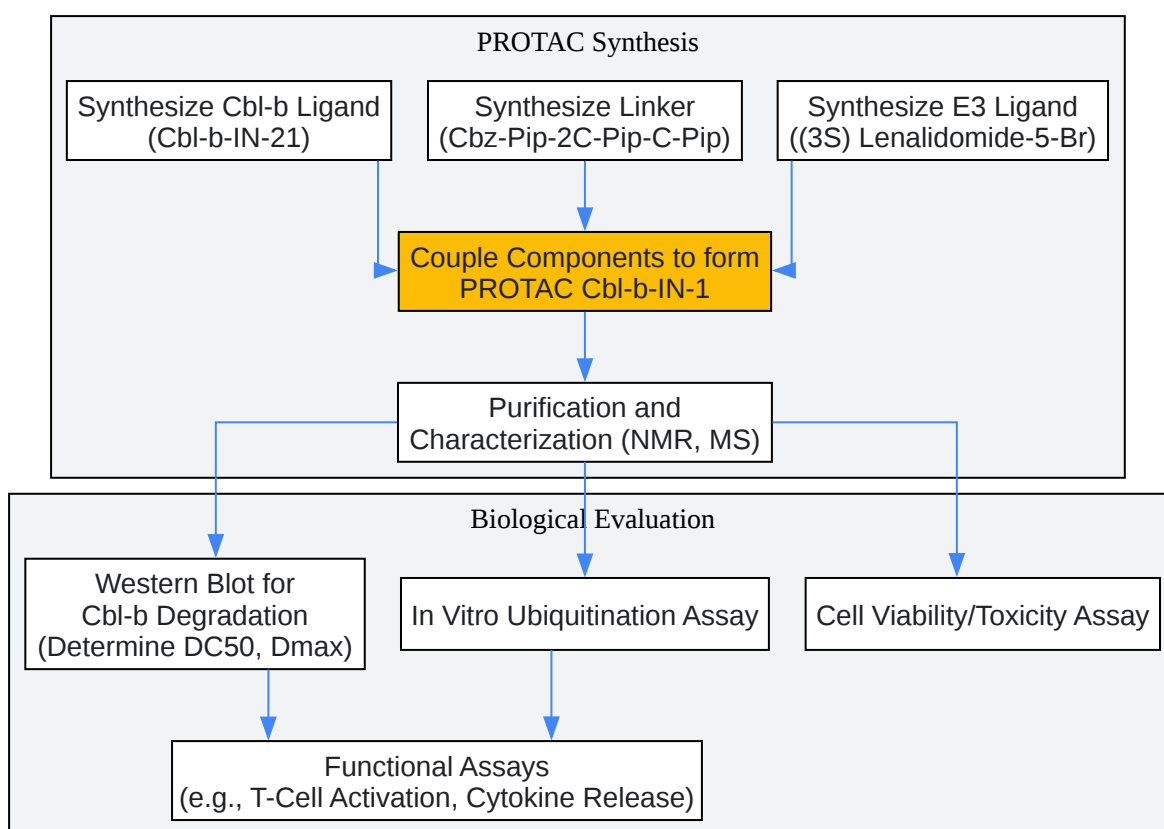 PROTAC Synthesis
Synthesize Cbl-b Ligand
(Cbl-b-IN-21)
Synthesize Linker
(Cbz-Pip-2C-Pip-C-Pip)
Synthesize E3 Ligand
((3S) Lenalidomide-5-Br)
Couple Components to form
PROTAC Cbl-b-IN-1
Purification and
Characterization (NMR, MS)
Biological Evaluation
Western Blot for
Cbl-b Degradation
(Determine DC50, Dmax)
In Vitro Ubiquitination Assay
Cell Viability/Toxicity Assay
Functional Assays
(e.g., T-Cell Activation, Cytokine Release)